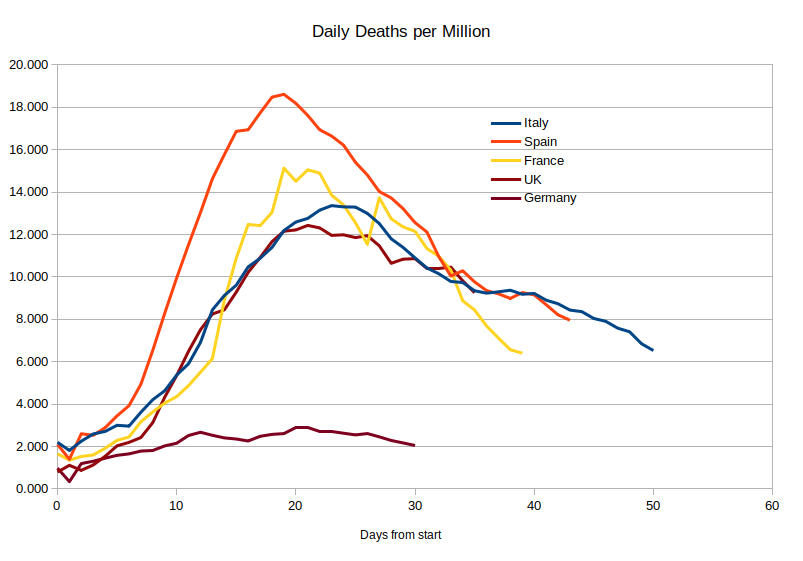 Daily Deaths per Million
20.000
18.000
16.000
14.000
12.000
10.000
8.000
6.000
4.000
2.000
0.000
Italy
Spain
France
UK
Germany
0 10 20 30 40 50 60
Days from start